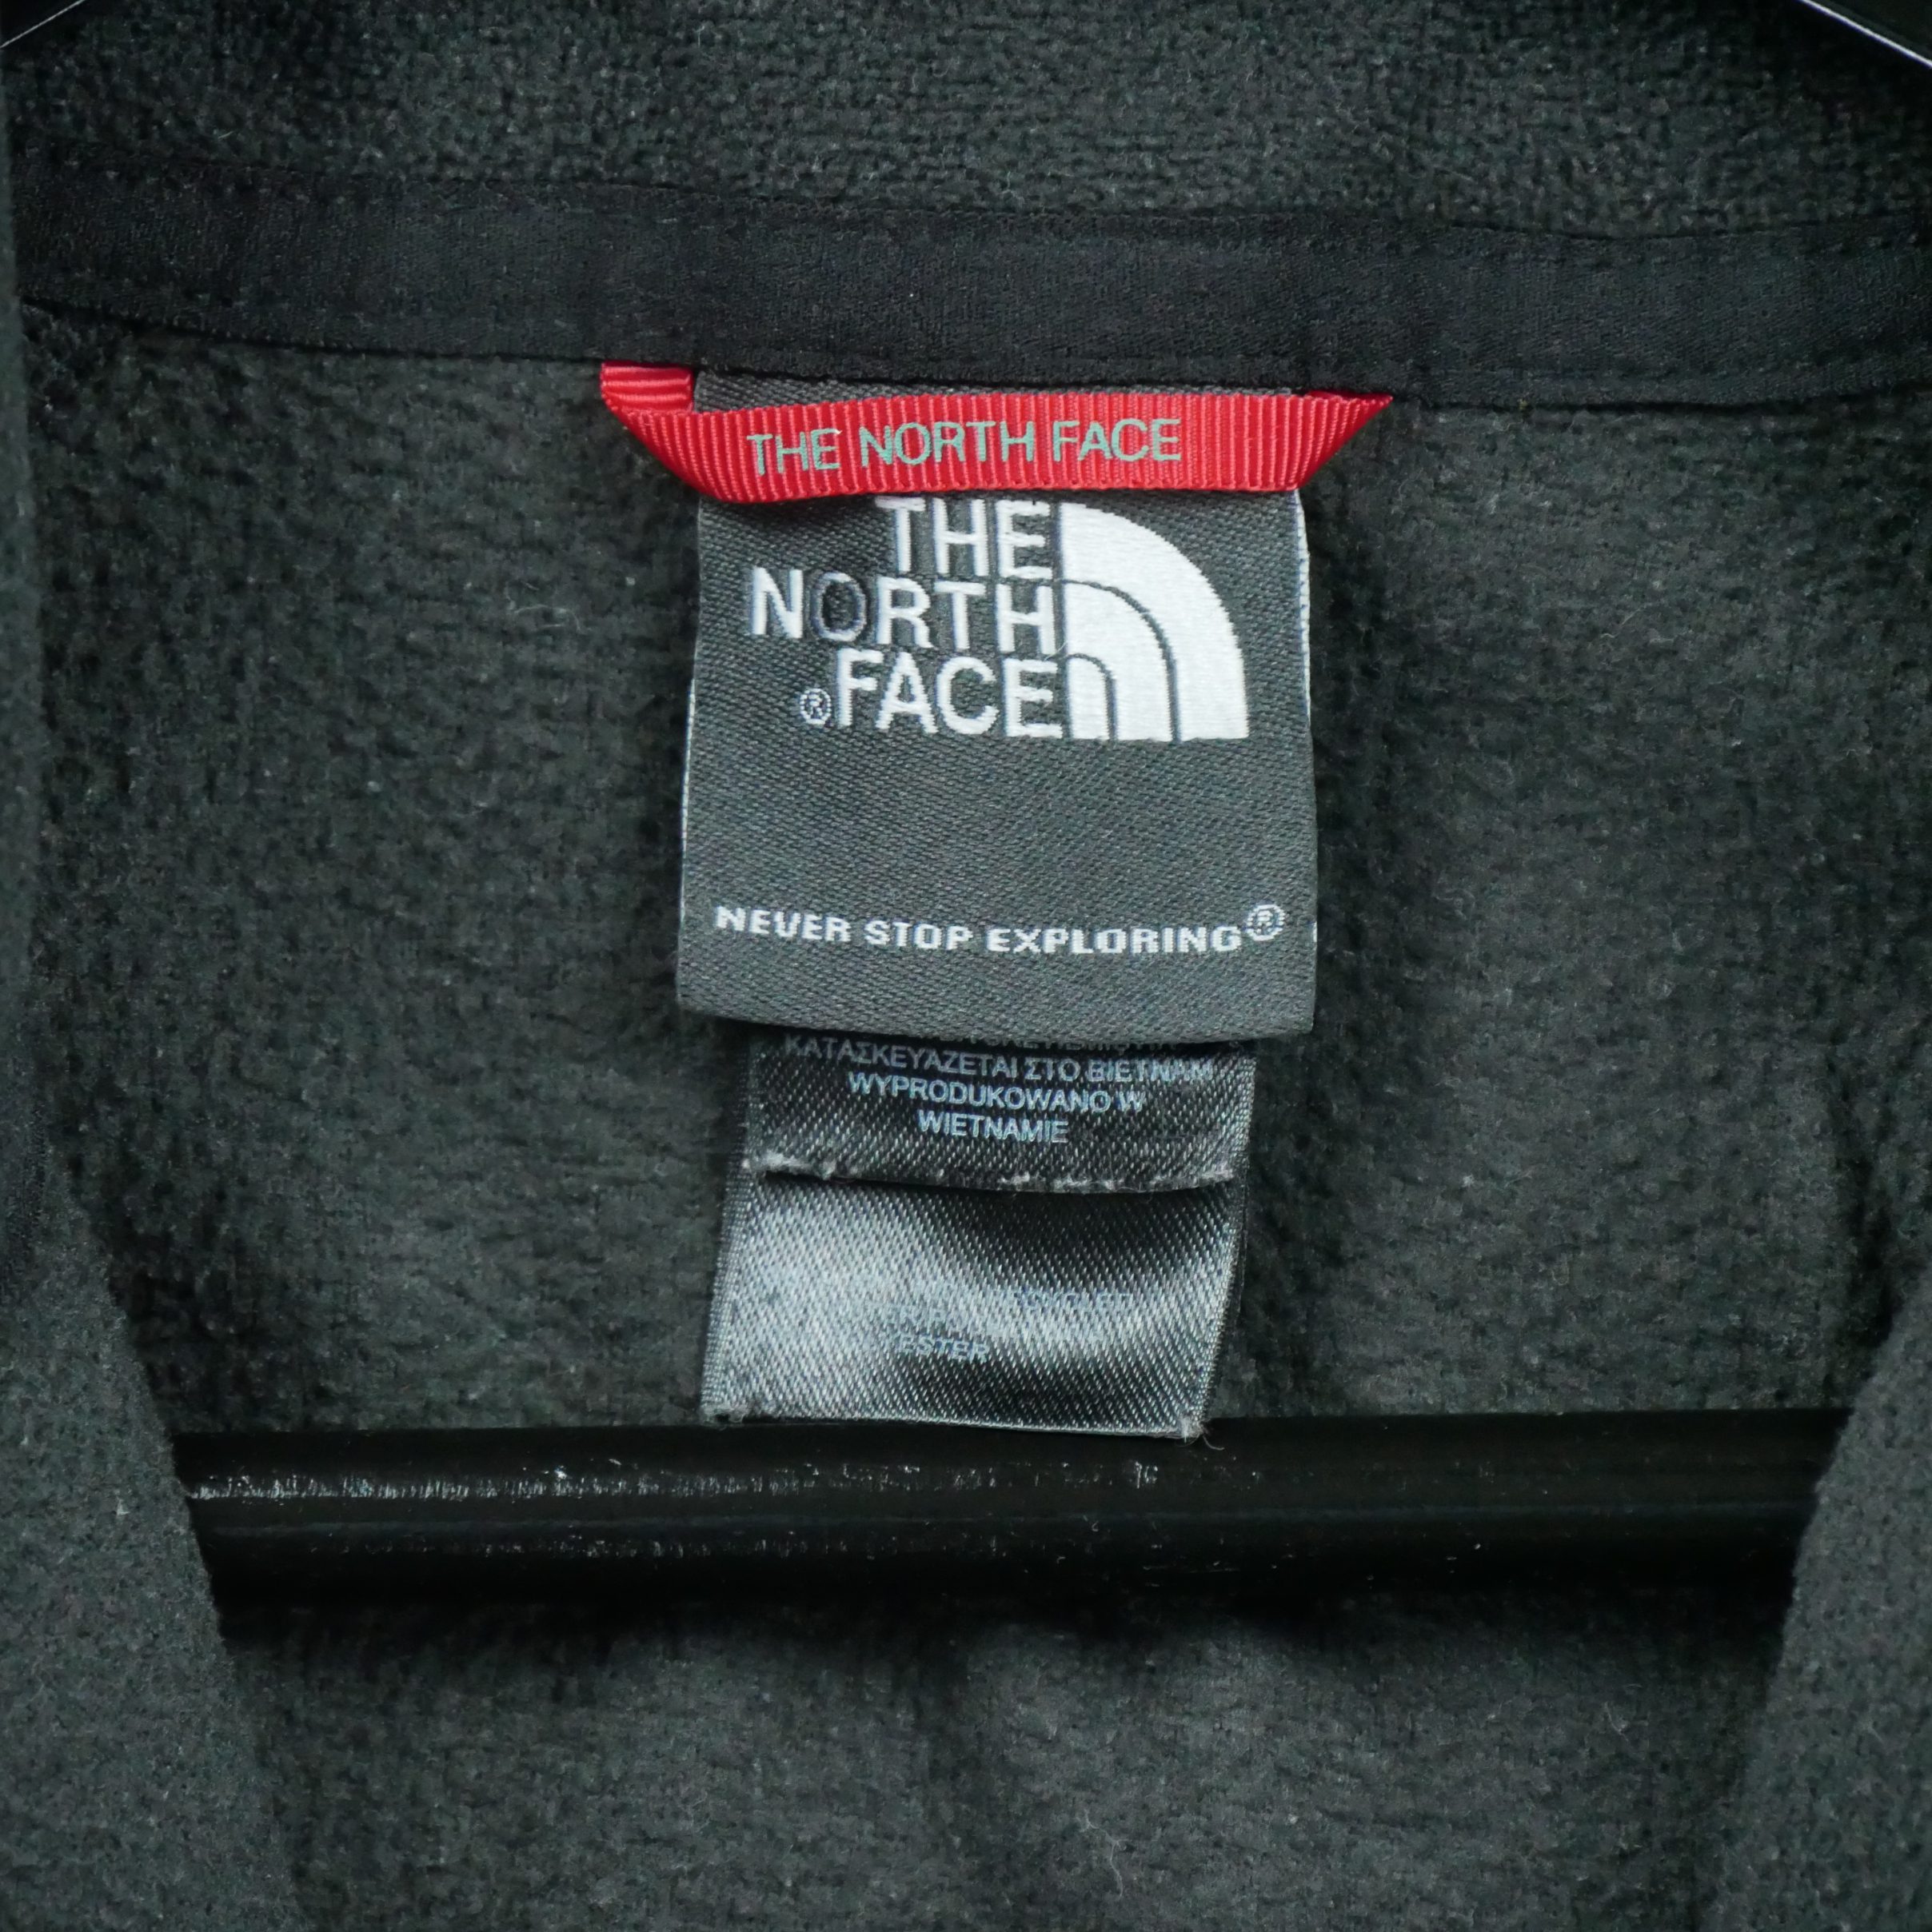 THE NORTH FACE
THE
NORTH
®FACE
NEVER STOP EXPLORING®
ΚΑΤΑΣΚΕΥΑΖΕΤΑΙ ΣΤΟ ΒΙΕΤΝΑΜ
WYPRODUKOWANO W
WIETNAMIE